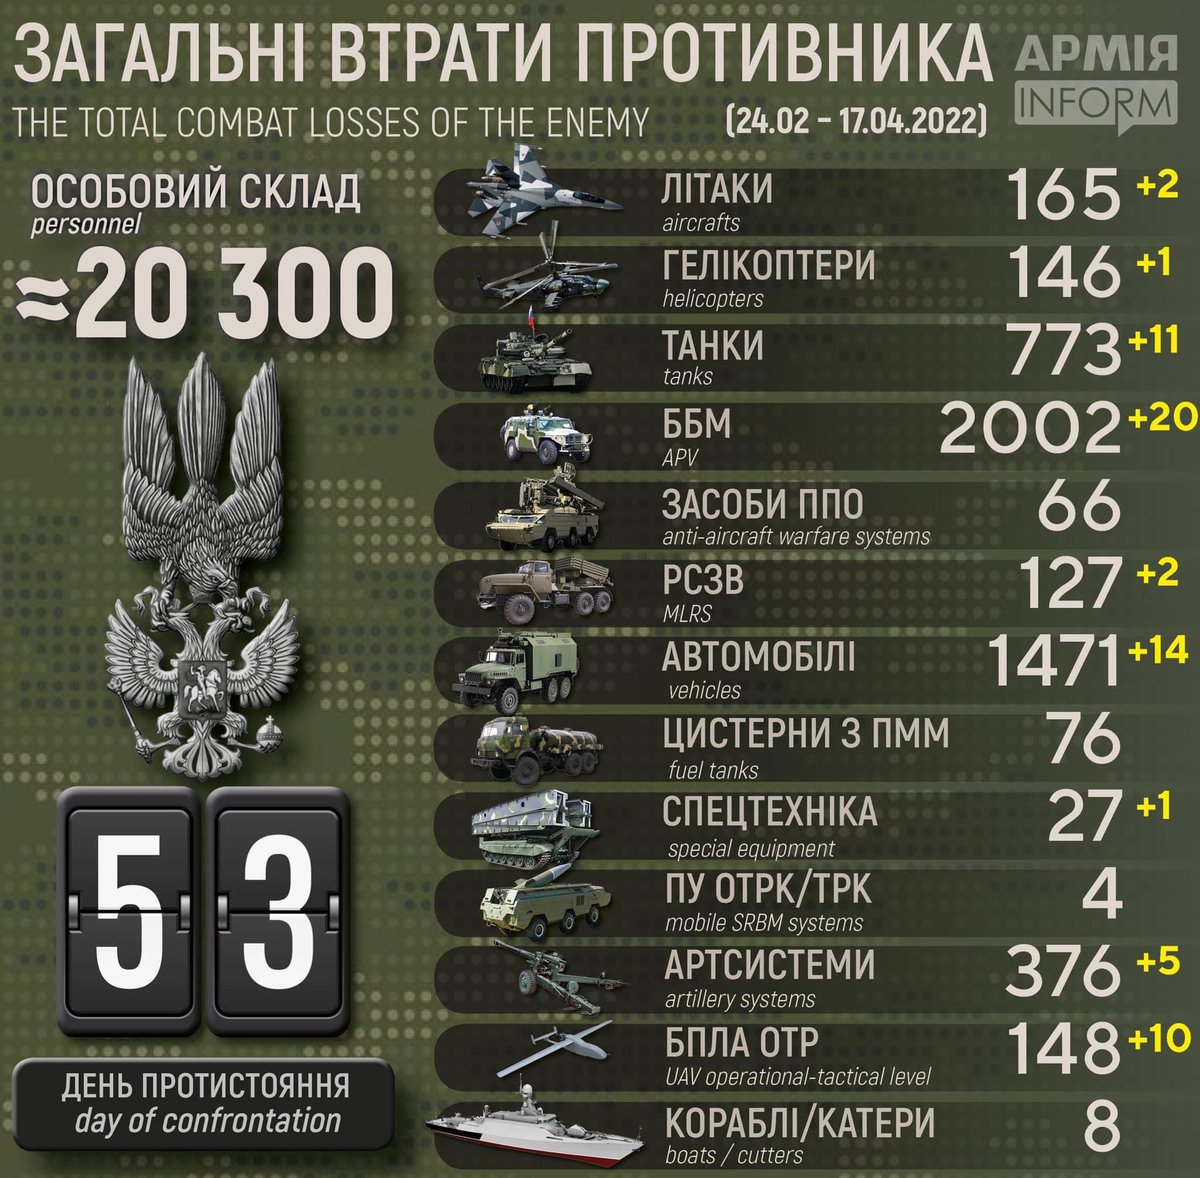 ЗАГАЛЬНІ ВТРАТИ ПРОТИВНИКА
АРМІЯ
INFORM
THE TOTAL COMBAT LOSSES OF THE ENEMY (24.02 – 17.04.2022)
ОСОБОВИЙ СКЛАД
personnel
≈20 300
ЛІТАКИ 165 +2
aircrafts
ГЕЛІКОПТЕРИ 146 +1
helicopters
ТАНКИ 773 +11
tanks
ББМ 2002 +20
APV
ЗАСОБИ ППО 66
anti-aircraft warfare systems
РСЗВ 127 +2
MLRS
АВТОМОБІЛІ 1471 +14
vehicles
ЦИСТЕРНИ З ПММ 76
fuel tanks
СПЕЦТЕХНІКА 27 +1
special equipment
ПУ ОТРК/ТРК 4
mobile SRBM systems
АРТСИСТЕМИ 376 +5
artillery systems
БПЛА ОТР 148 +10
UAV operational-tactical level
КОРАБЛІ/КАТЕРИ 8
boats / cutters
53
ДЕНЬ ПРОТИСТОЯННЯ
day of confrontation